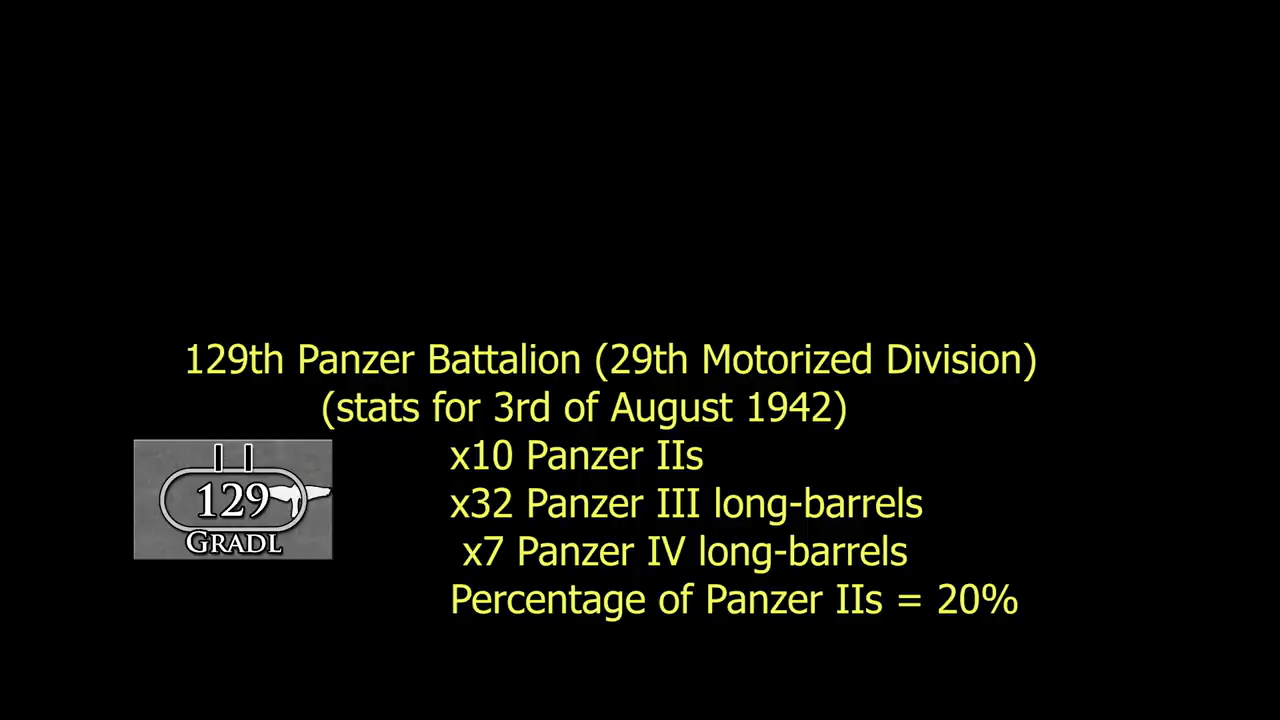 129th Panzer Battalion (29th Motorized Division)
(stats for 3rd of August 1942)
x10 Panzer IIs
x32 Panzer III long-barrels
x7 Panzer IV long-barrels
Percentage of Panzer IIs = 20%
129
GRADL